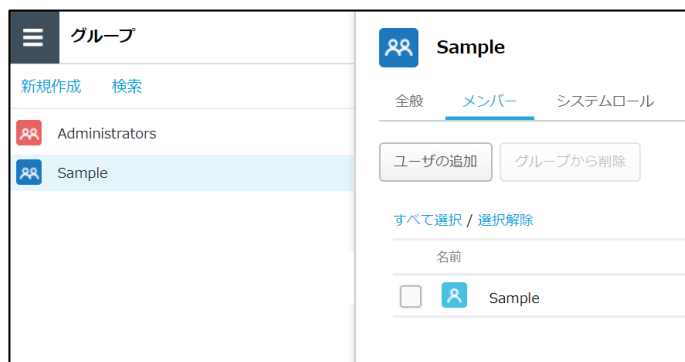 グループ
新規作成 検索
Administrators
Sample
Sample
全般 メンバー システムロール
ユーザの追加 グループから削除
すべて選択 / 選択解除
名前
Sample